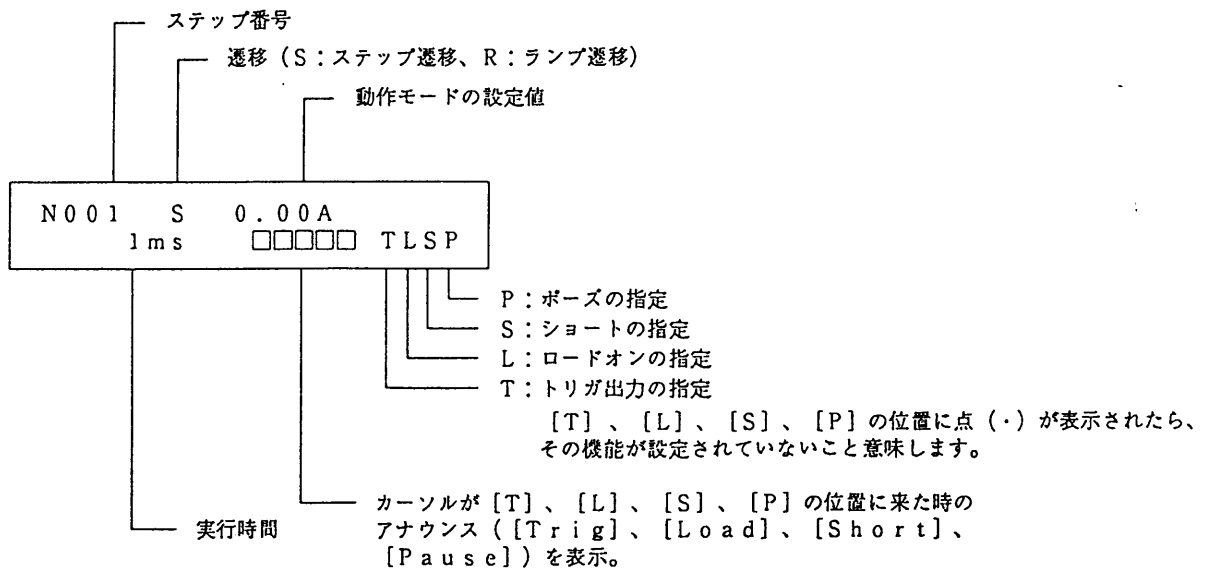 ステップ番号
遷移（S：ステップ遷移、R：ランプ遷移）
動作モードの設定値
N001 S 0.00A
1ms □□□□□ TLSP
P：ポーズの指定
S：ショートの指定
L：ロードオンの指定
T：トリガ出力の指定
[T]、[L]、[S]、[P]の位置に点（・）が表示されたら、
その機能が設定されていないこと意味します。
カーソルが[T]、[L]、[S]、[P]の位置に来た時の
アナウンス（[Trig]、[Load]、[Short]、
[Pause]）を表示。
実行時間